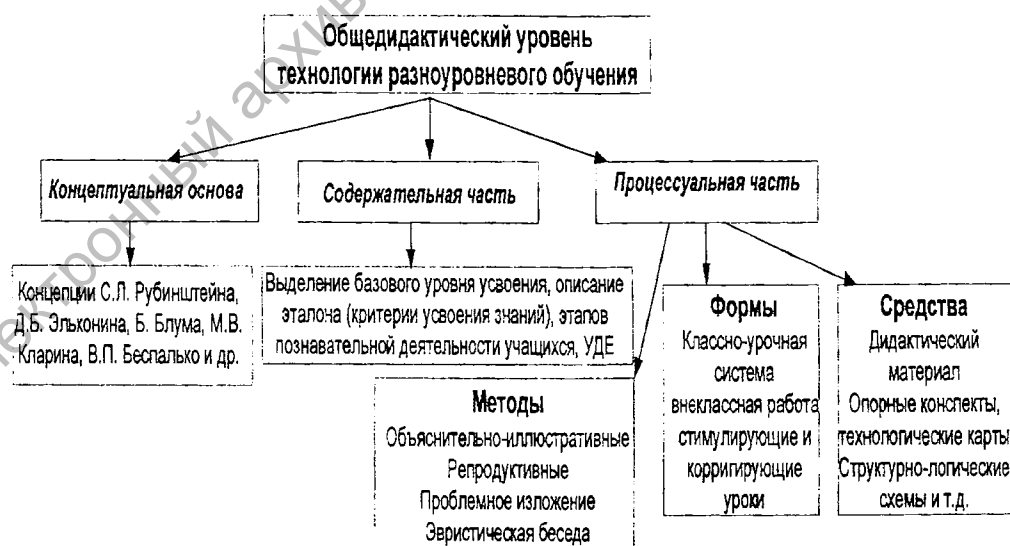 Общедидактический уровень
технологии разноуровневого обучения
Концептуальная основа
Содержательная часть
Процессуальная часть
Концепции С.Л. Рубинштейна,
Д.Б. Эльконина, Б. Блума, М.В.
Кларина, В.П. Беспалько и др.
Выделение базового уровня усвоения, описание
эталона (критерии усвоения знаний), этапов
познавательной деятельности учащихся, УДЕ
Методы
Объяснительно-иллюстративные
Репродуктивные
Проблемное изложение
Эвристическая беседа
Формы
Классно-урочная
система
внеклассная работа
стимулирующие и
корригирующие
уроки
Средства
Дидактический
материал
Опорные конспекты,
технологические карты
Структурно-логические
схемы и т.д.
электронный архив